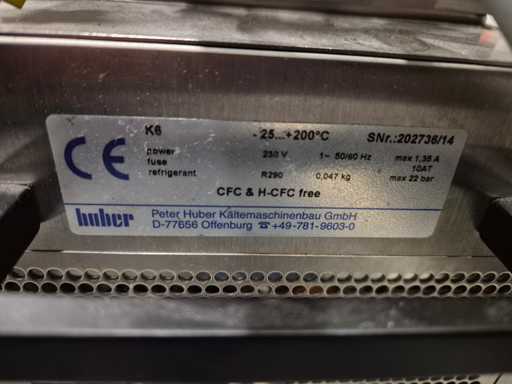 K6 - 25...+200°C SNr.:202736/14
CE
power 230 V 1~ 50/60 Hz max 1,35 A
fuse 10AT
refrigerant R290 0,047 kg max 22 bar
CFC & H-CFC free
huber
Peter Huber Kältemaschinenbau GmbH
D-77656 Offenburg ☎+49-781-9603-0